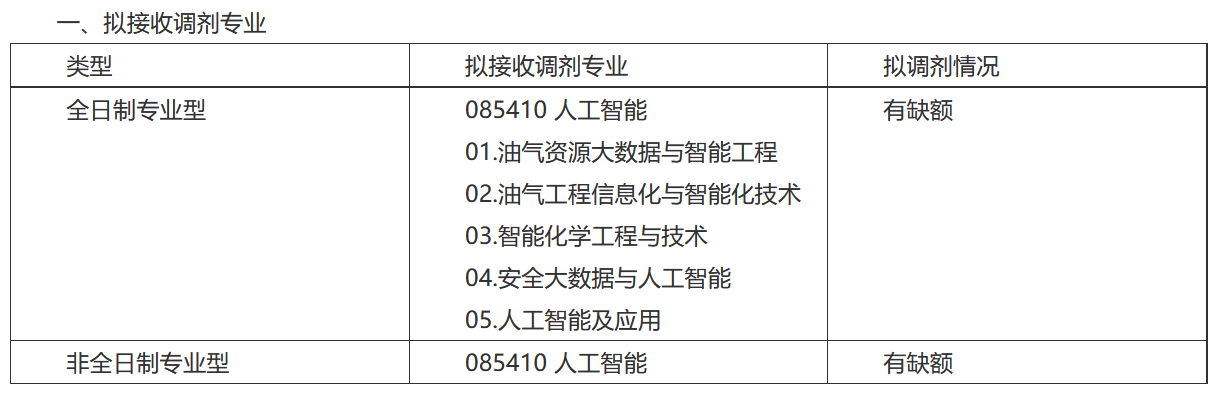 一、拟接收调剂专业
类型 拟接收调剂专业 拟调剂情况
全日制专业型 085410 人工智能 有缺额
01.油气资源大数据与智能工程
02.油气工程信息化与智能化技术
03.智能化学工程与技术
04.安全大数据与人工智能
05.人工智能及应用
非全日制专业型 085410 人工智能 有缺额